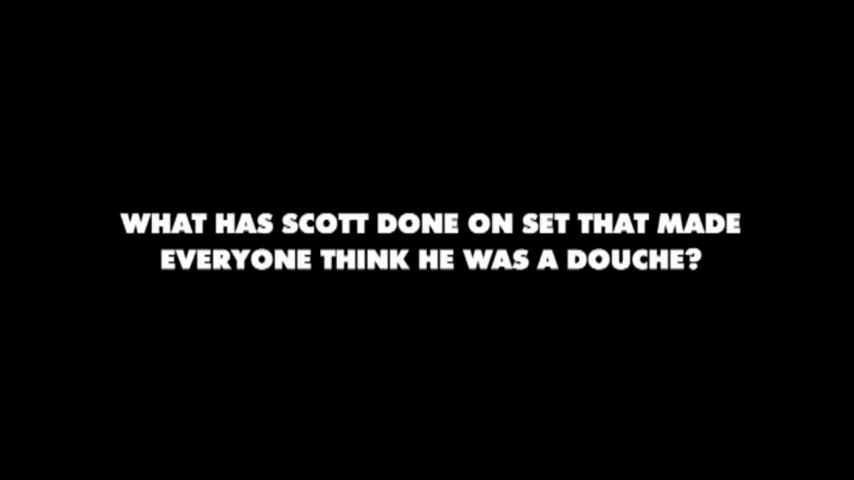 WHAT HAS SCOTT DONE ON SET THAT MADE
EVERYONE THINK HE WAS A DOUCHE?